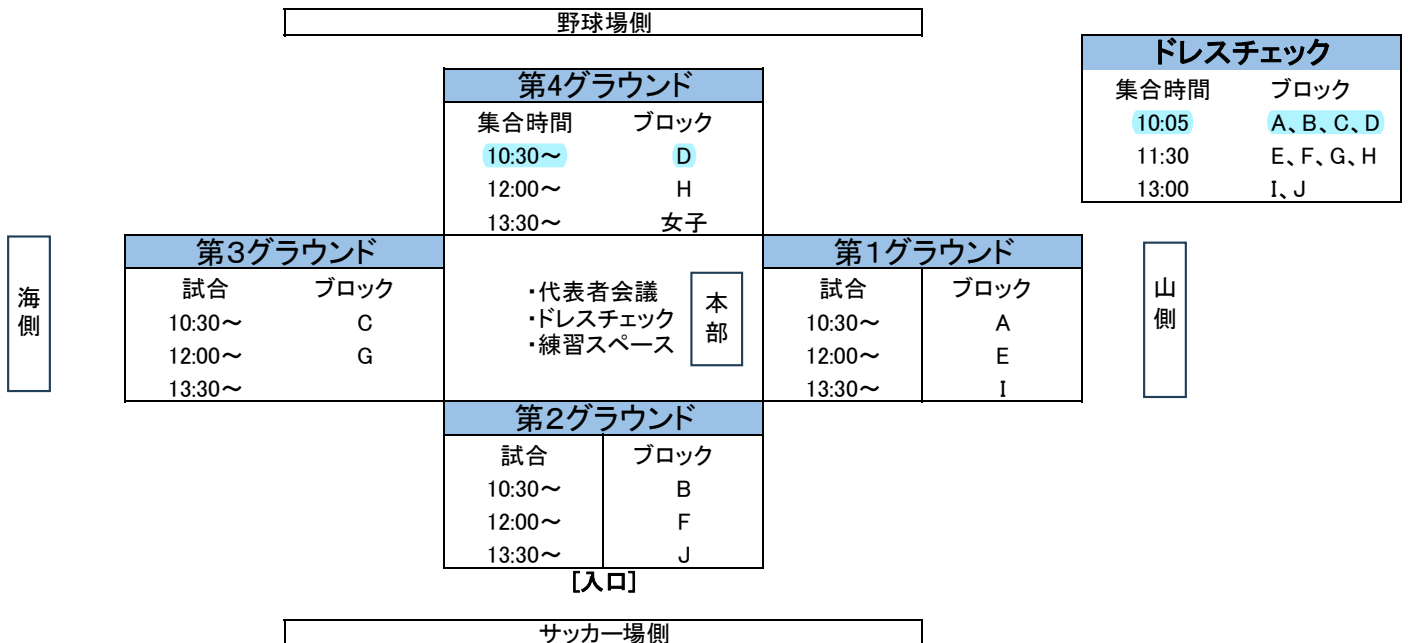 野球場側
ドレスチェック
集合時間 ブロック
10:05 A、B、C、D
11:30 E、F、G、H
13:00 I、J
第4グラウンド
集合時間 ブロック
10:30～ D
12:00～ H
13:30～ 女子
海側
第３グラウンド
試合 ブロック
10:30～ C
12:00～ G
13:30～
・代表者会議
・ドレスチェック
・練習スペース
本部
第１グラウンド
試合 ブロック
10:30～ A
12:00～ E
13:30～ I
山側
第２グラウンド
試合 ブロック
10:30～ B
12:00～ F
13:30～ J
[入口]
サッカー場側